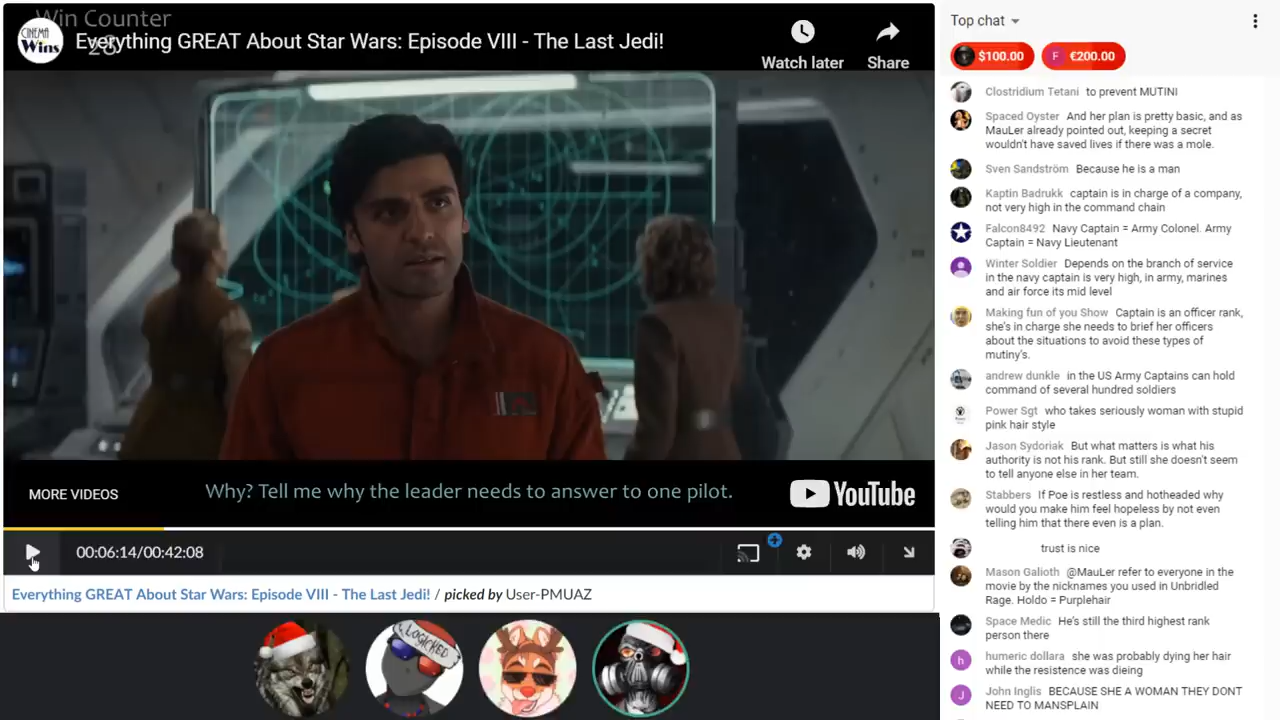 Win Counter
28
CINEMA
Wins
Everything GREAT About Star Wars: Episode VIII - The Last Jedi!
Watch later
Share
Why? Tell me why the leader needs to answer to one pilot.
MORE VIDEOS
YouTube
00:06:14/00:42:08
Everything GREAT About Star Wars: Episode VIII - The Last Jedi! / picked by User-PMUAZ
LOGICKED
Top chat
$100.00
F €200.00
Clostridium Tetani to prevent MUTINI
Spaced Oyster And her plan is pretty basic, and as
MauLer already pointed out, keeping a secret
wouldn't have saved lives if there was a mole.
Sven Sandström Because he is a man
Kaptin Badrukk captain is in charge of a company,
not very high in the command chain
Falcon8492 Navy Captain = Army Colonel. Army
Captain = Navy Lieutenant
Winter Soldier Depends on the branch of service
in the navy captain is very high, in army, marines
and air force its mid level
Making fun of you Show Captain is an officer rank,
she's in charge she needs to brief her officers
about the situations to avoid these types of
mutiny's.
andrew dunkle in the US Army Captains can hold
command of several hundred soldiers
Power Sgt who takes seriously woman with stupid
pink hair style
Jason Sydoriak But what matters is what his
authority is not his rank. But still she doesn't seem
to tell anyone else in her team.
Stabbers If Poe is restless and hotheaded why
would you make him feel hopeless by not even
telling him that there even is a plan.
trust is nice
Mason Galioth @MauLer refer to everyone in the
movie by the nicknames you used in Unbridled
Rage. Holdo = Purplehair
Space Medic He's still the third highest rank
person there
h humeric dollara she was probably dying her hair
while the resistance was dieing
J John Inglis BECAUSE SHE A WOMAN THEY DONT
NEED TO MANSPLAIN